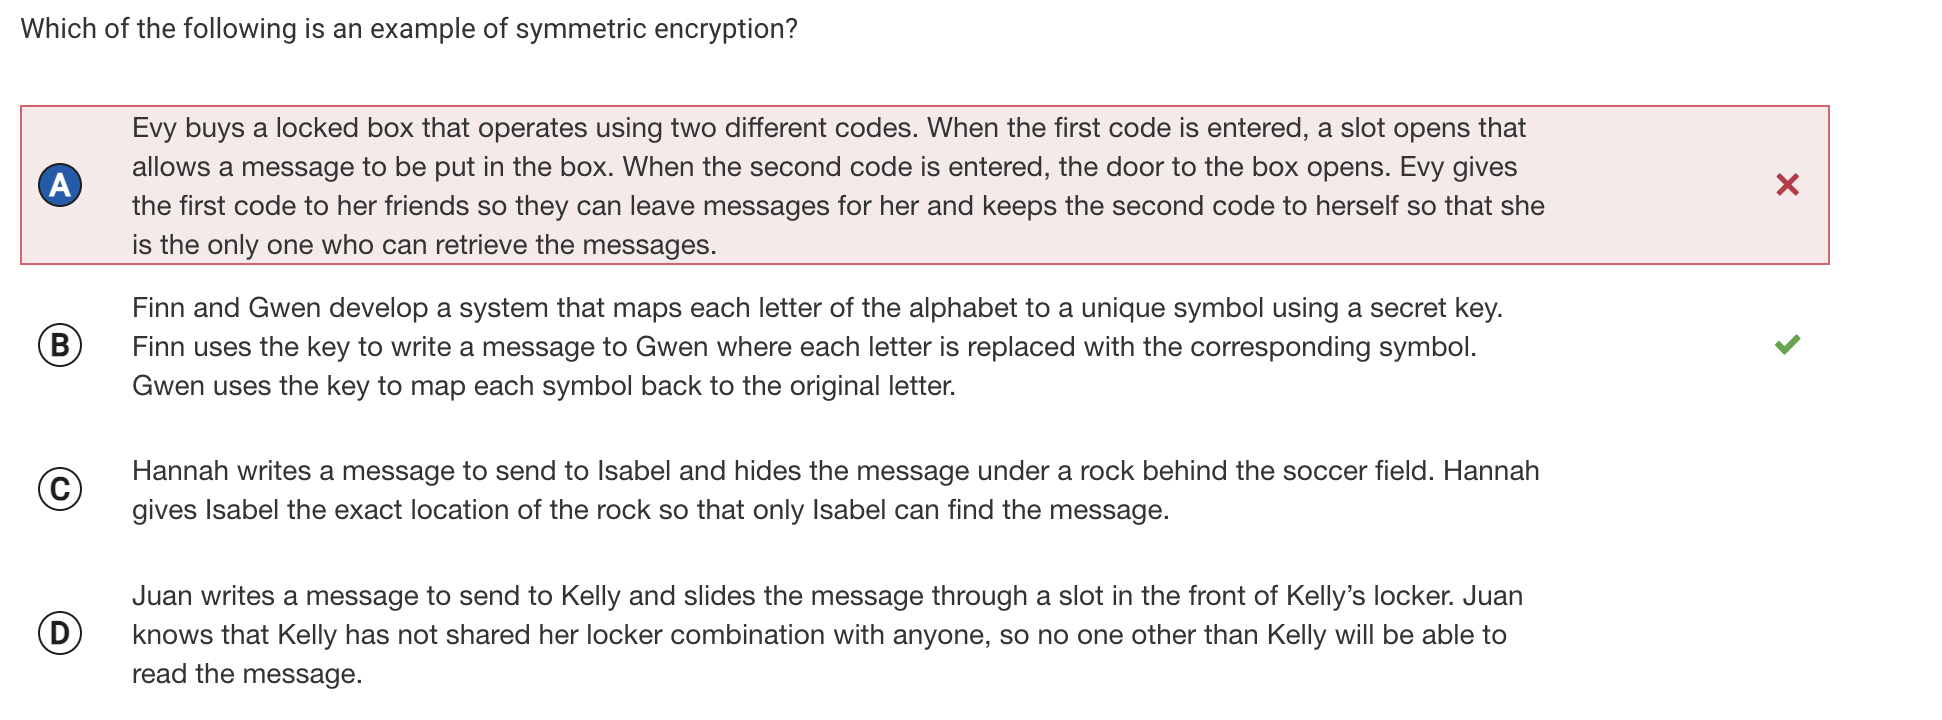 Which of the following is an example of symmetric encryption?
A
Evy buys a locked box that operates using two different codes. When the first code is entered, a slot opens that
allows a message to be put in the box. When the second code is entered, the door to the box opens. Evy gives
the first code to her friends so they can leave messages for her and keeps the second code to herself so that she
is the only one who can retrieve the messages.
B
Finn and Gwen develop a system that maps each letter of the alphabet to a unique symbol using a secret key.
Finn uses the key to write a message to Gwen where each letter is replaced with the corresponding symbol.
Gwen uses the key to map each symbol back to the original letter.
C
Hannah writes a message to send to Isabel and hides the message under a rock behind the soccer field. Hannah
gives Isabel the exact location of the rock so that only Isabel can find the message.
D
Juan writes a message to send to Kelly and slides the message through a slot in the front of Kelly’s locker. Juan
knows that Kelly has not shared her locker combination with anyone, so no one other than Kelly will be able to
read the message.